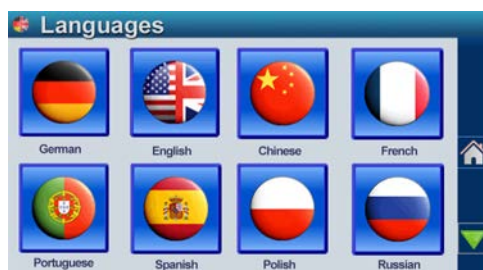 Languages
German English Chinese French
Portuguese Spanish Polish Russian